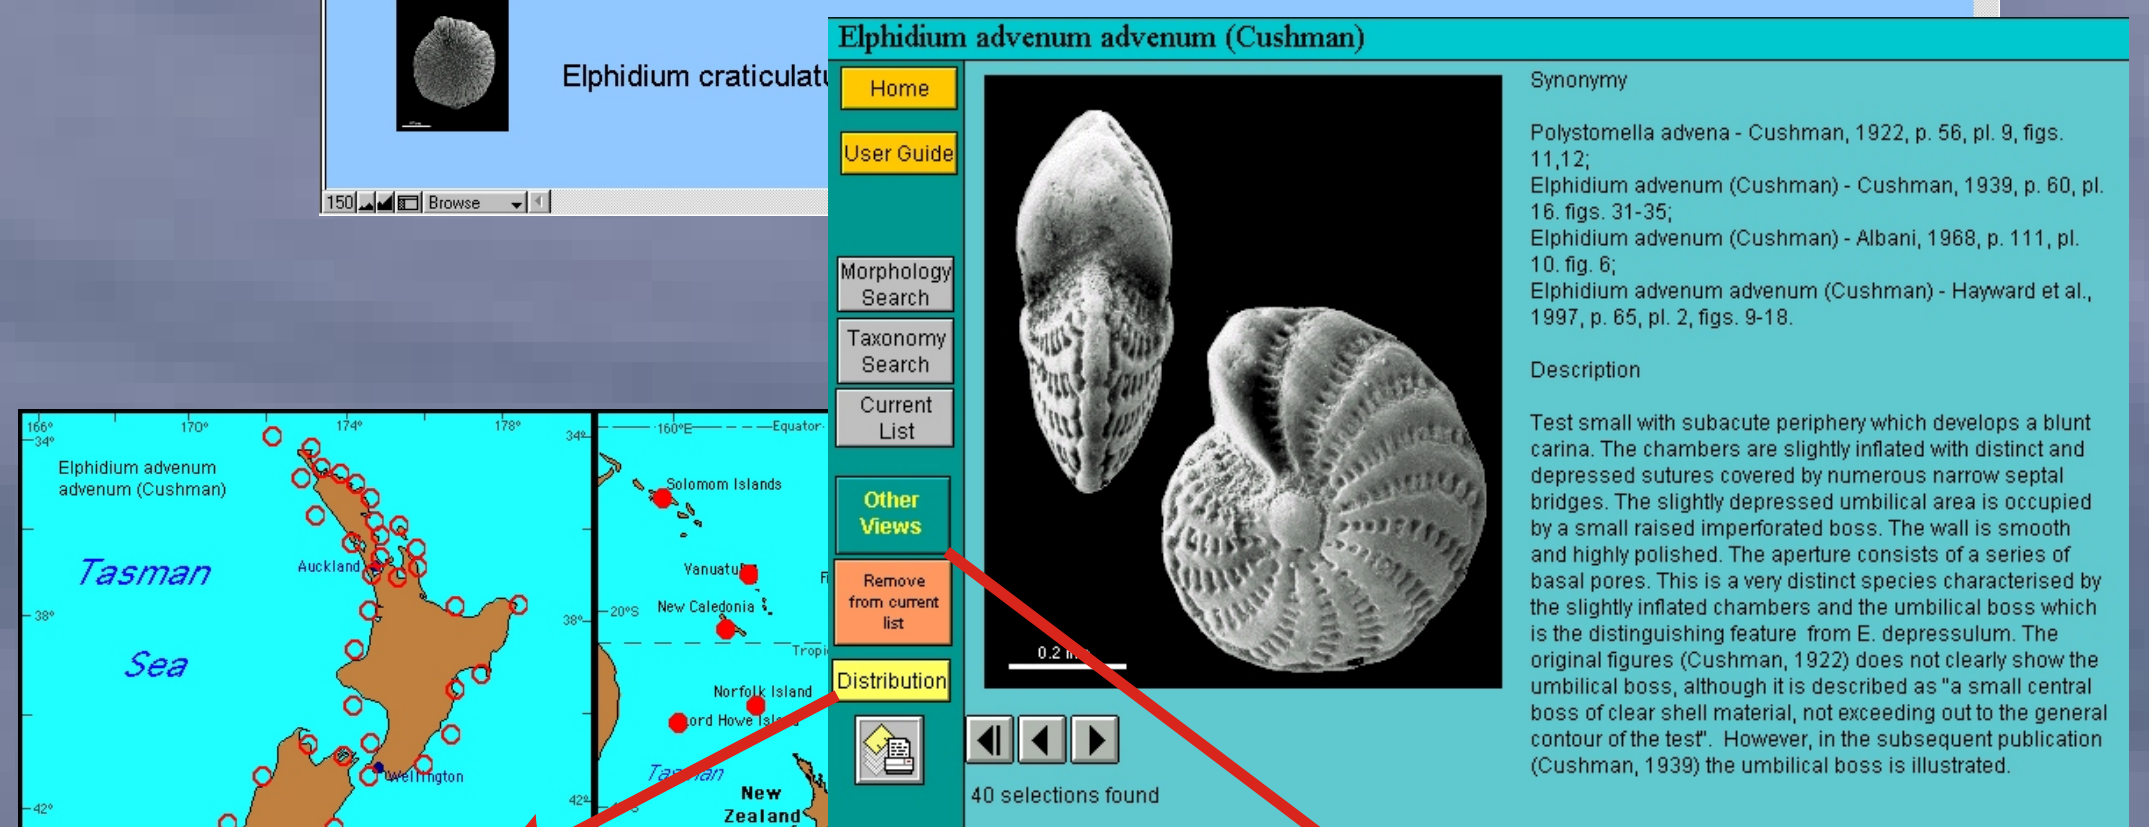 Elphidium craticulatu
150
Browse
Elphidium advenum advenum (Cushman)
Home
User Guide
Morphology
Search
Taxonomy
Search
Current
List
Other
Views
Remove
from current
list
Distribution
0.2
40 selections found
Synonymy
Polystomella advena - Cushman, 1922, p. 56, pl. 9, figs.
11,12;
Elphidium advenum (Cushman) - Cushman, 1939, p. 60, pl.
16. figs. 31-35;
Elphidium advenum (Cushman) - Albani, 1968, p. 111, pl.
10. fig. 6;
Elphidium advenum advenum (Cushman) - Hayward et al.,
1997, p. 65, pl. 2, figs. 9-18.
Description
Test small with subacute periphery which develops a blunt
carina. The chambers are slightly inflated with distinct and
depressed sutures covered by numerous narrow septal
bridges. The slightly depressed umbilical area is occupied
by a small raised imperforated boss. The wall is smooth
and highly polished. The aperture consists of a series of
basal pores. This is a very distinct species characterised by
the slightly inflated chambers and the umbilical boss which
is the distinguishing feature from E. depressulum. The
original figures (Cushman, 1922) does not clearly show the
umbilical boss, although it is described as "a small central
boss of clear shell material, not exceeding out to the general
contour of the test". However, in the subsequent publication
(Cushman, 1939) the umbilical boss is illustrated.
166° 170° 174° 178°
34° 34°
Elphidium advenum
advenum (Cushman)
Tasman
Sea
Auckland
38° 38°
Wellington
42° 42°
160°E Equator
Solomom Islands
Vanuatu
New Caledonia
20°S
Tropi
Norfolk Island
Lord Howe Isl
Tasman
New
Zealand